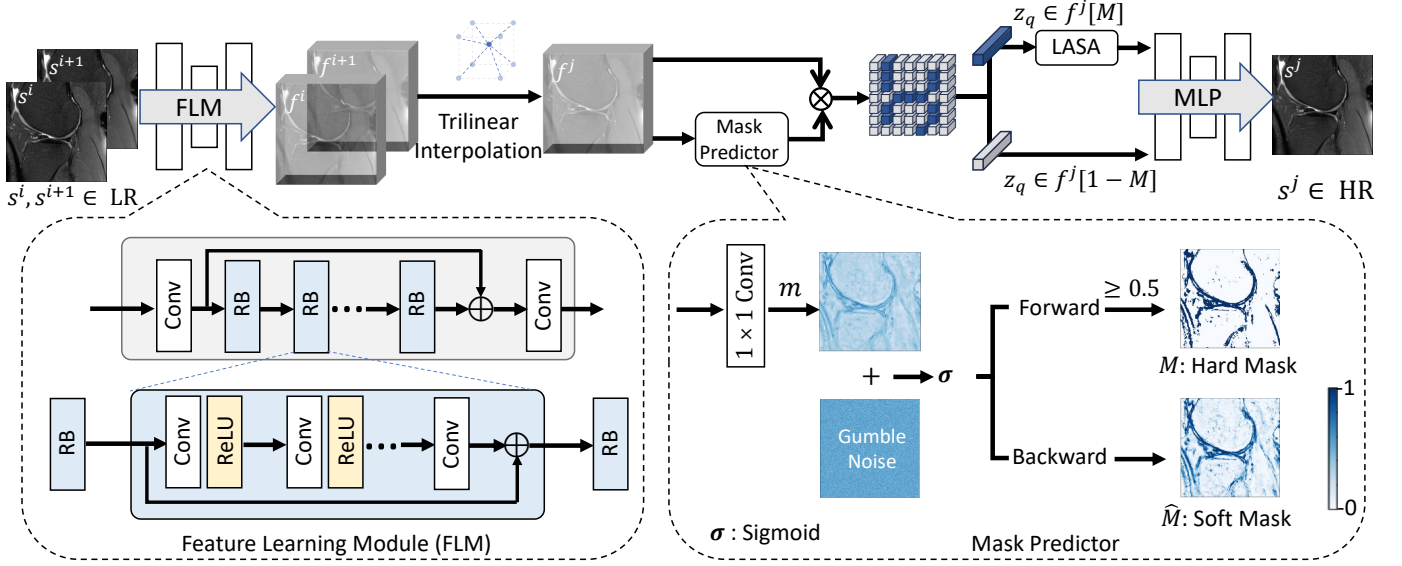 s^i
s^{i+1}
s^i, s^{i+1} ∈ LR
FLM
f^i
f^{i+1}
Trilinear
Interpolation
f^j
Mask
Predictor
⊗
z_q ∈ f^j[M]
LASA
z_q ∈ f^j[1 − M]
MLP
s^j
s^j ∈ HR
Conv
RB
RB
RB
Conv
RB
Conv
ReLU
Conv
ReLU
Conv
RB
Feature Learning Module (FLM)
1 × 1 Conv
m
+
σ
Gumble
Noise
Forward
≥ 0.5
M: Hard Mask
Backward
M̂: Soft Mask
1
0
σ : Sigmoid
Mask Predictor